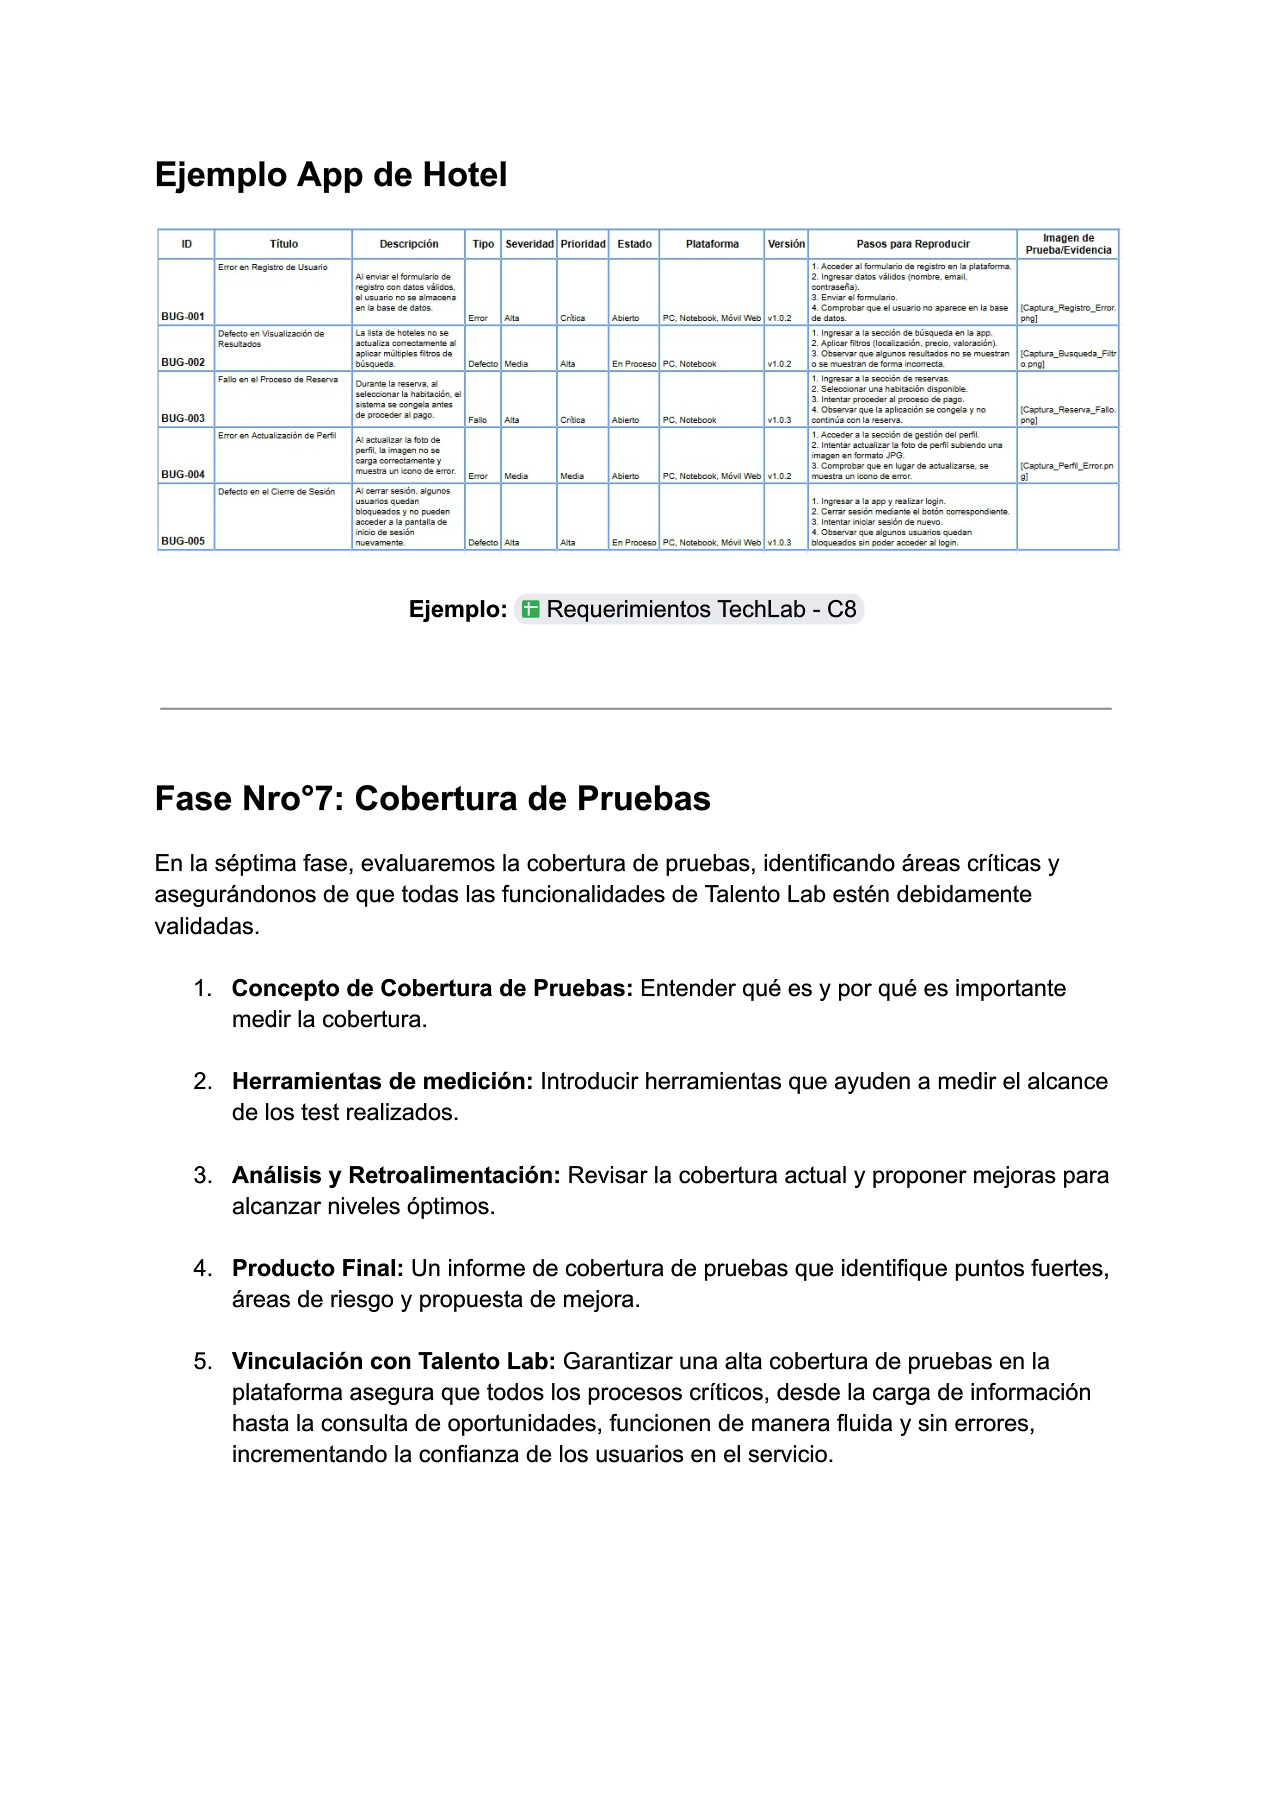 Ejemplo App de Hotel
ID Título Descripción Tipo Severidad Prioridad Estado Plataforma Versión Pasos para Reproducir Imagen de
Prueba/Evidencia
BUG-001
Error en Registro de Usuario
Al enviar el formulario de
registro con datos válidos,
el usuario no se almacena
en la base de datos.
Error
Alta
Crítica
Abierto
PC, Notebook, Móvil Web
v1.0.2
1. Acceder al formulario de registro en la plataforma.
2. Ingresar datos válidos (nombre, email,
contraseña).
3. Enviar el formulario.
4. Comprobar que el usuario no aparece en la base
de datos.
[Captura_Registro_Error.
png]
BUG-002
Defecto en Visualización de
Resultados
La lista de hoteles no se
actualiza correctamente al
aplicar múltiples filtros de
búsqueda.
Defecto
Media
Alta
En Proceso
PC, Notebook
v1.0.2
1. Ingresar a la sección de búsqueda en la app.
2. Aplicar filtros (localización, precio, valoración).
3. Observar que algunos resultados no se muestran
o se muestran de forma incorrecta.
[Captura_Busqueda_Filtr
o.png]
BUG-003
Fallo en el Proceso de Reserva
Durante la reserva, al
seleccionar la habitación, el
sistema se congela antes
de proceder al pago.
Fallo
Alta
Crítica
Abierto
PC, Notebook
v1.0.3
1. Ingresar a la sección de reservas.
2. Seleccionar una habitación disponible.
3. Intentar proceder al proceso de pago.
4. Observar que la aplicación se congela y no
continúa con la reserva.
[Captura_Reserva_Fallo.
png]
BUG-004
Error en Actualización de Perfil
Al actualizar la foto de
perfil, la imagen no se
carga correctamente y
muestra un icono de error.
Error
Media
Media
Abierto
PC, Notebook, Móvil Web
v1.0.2
1. Acceder a la sección de gestión del perfil.
2. Intentar actualizar la foto de perfil subiendo una
imagen en formato JPG.
3. Comprobar que en lugar de actualizarse, se
muestra un icono de error.
[Captura_Perfil_Error.pn
g]
BUG-005
Defecto en el Cierre de Sesión
Al cerrar sesión, algunos
usuarios quedan
bloqueados y no pueden
acceder a la pantalla de
inicio de sesión
nuevamente.
Defecto
Alta
Alta
En Proceso
PC, Notebook, Móvil Web
v1.0.3
1. Ingresar a la app y realizar login.
2. Cerrar sesión mediante el botón correspondiente.
3. Intentar iniciar sesión de nuevo.
4. Observar que algunos usuarios quedan
bloqueados sin poder acceder al login.
Ejemplo: Requerimientos TechLab - C8
Fase Nro°7: Cobertura de Pruebas
En la séptima fase, evaluaremos la cobertura de pruebas, identificando áreas críticas y
asegurándonos de que todas las funcionalidades de Talento Lab estén debidamente
validadas.
1. Concepto de Cobertura de Pruebas: Entender qué es y por qué es importante
medir la cobertura.
2. Herramientas de medición: Introducir herramientas que ayuden a medir el alcance
de los test realizados.
3. Análisis y Retroalimentación: Revisar la cobertura actual y proponer mejoras para
alcanzar niveles óptimos.
4. Producto Final: Un informe de cobertura de pruebas que identifique puntos fuertes,
áreas de riesgo y propuesta de mejora.
5. Vinculación con Talento Lab: Garantizar una alta cobertura de pruebas en la
plataforma asegura que todos los procesos críticos, desde la carga de información
hasta la consulta de oportunidades, funcionen de manera fluida y sin errores,
incrementando la confianza de los usuarios en el servicio.